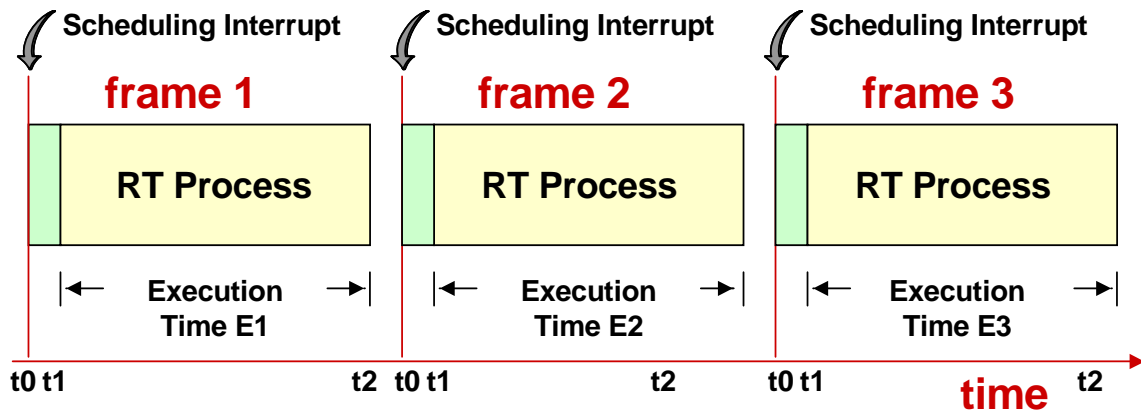 Scheduling Interrupt
Scheduling Interrupt
Scheduling Interrupt
frame 1
frame 2
frame 3
RT Process
RT Process
RT Process
Execution
Time E1
Execution
Time E2
Execution
Time E3
t0 t1 t2 t0 t1 t2 t0 t1 t2
time